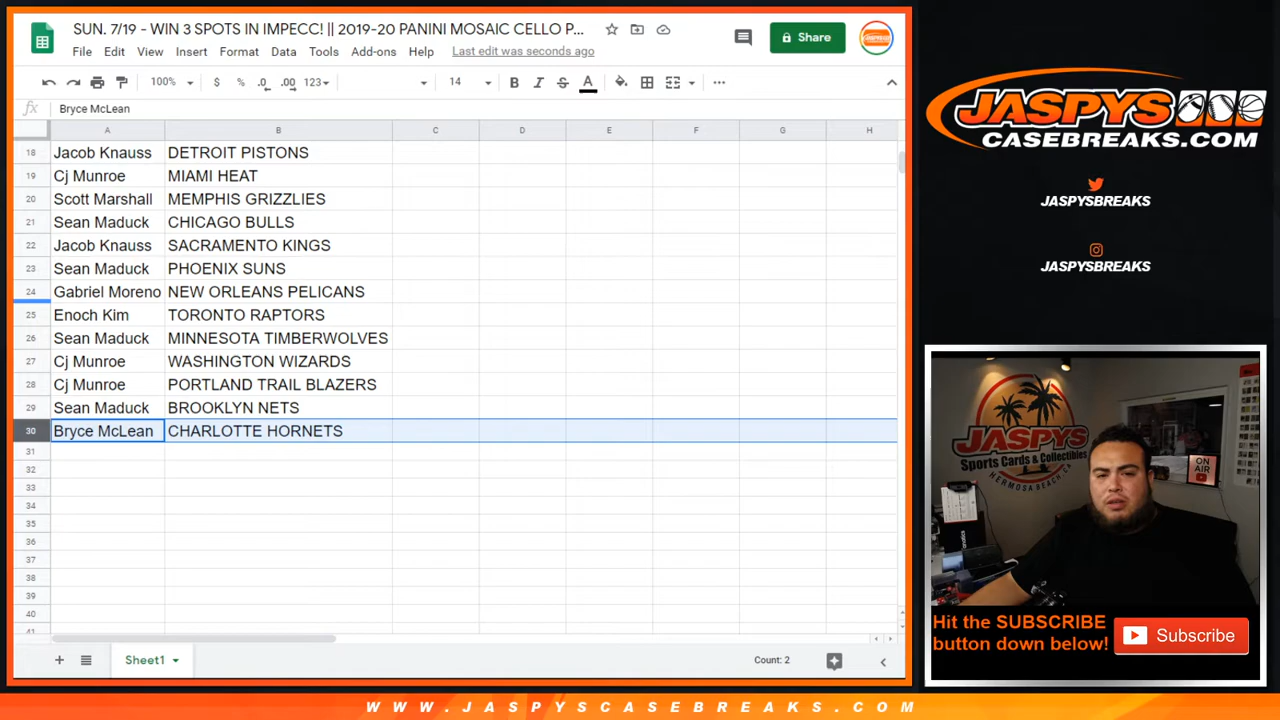 SUN. 7/19 - WIN 3 SPOTS IN IMPECC! || 2019-20 PANINI MOSAIC CELLO P...
File Edit View Insert Format Data Tools Add-ons Help Last edit was seconds ago
Share
100% $ % .0 .00 123 14 B I S A
fx Bryce McLean
A B C D E F G H
18 Jacob Knauss DETROIT PISTONS
19 Cj Munroe MIAMI HEAT
20 Scott Marshall MEMPHIS GRIZZLIES
21 Sean Maduck CHICAGO BULLS
22 Jacob Knauss SACRAMENTO KINGS
23 Sean Maduck PHOENIX SUNS
24 Gabriel Moreno NEW ORLEANS PELICANS
25 Enoch Kim TORONTO RAPTORS
26 Sean Maduck MINNESOTA TIMBERWOLVES
27 Cj Munroe WASHINGTON WIZARDS
28 Cj Munroe PORTLAND TRAIL BLAZERS
29 Sean Maduck BROOKLYN NETS
30 Bryce McLean CHARLOTTE HORNETS
31
32
33
34
35
36
37
38
39
40
41
Sheet1
Count: 2
JASPYS
CASEBREAKS.COM
JASPYSBREAKS
JASPYSBREAKS
JASPYS
Sports Cards & Collectibles
HERMOSA BEACH, CA
ON
AIR
Hit the SUBSCRIBE
button down below!
Subscribe
WWW.JASPYSCASEBREAKS.COM